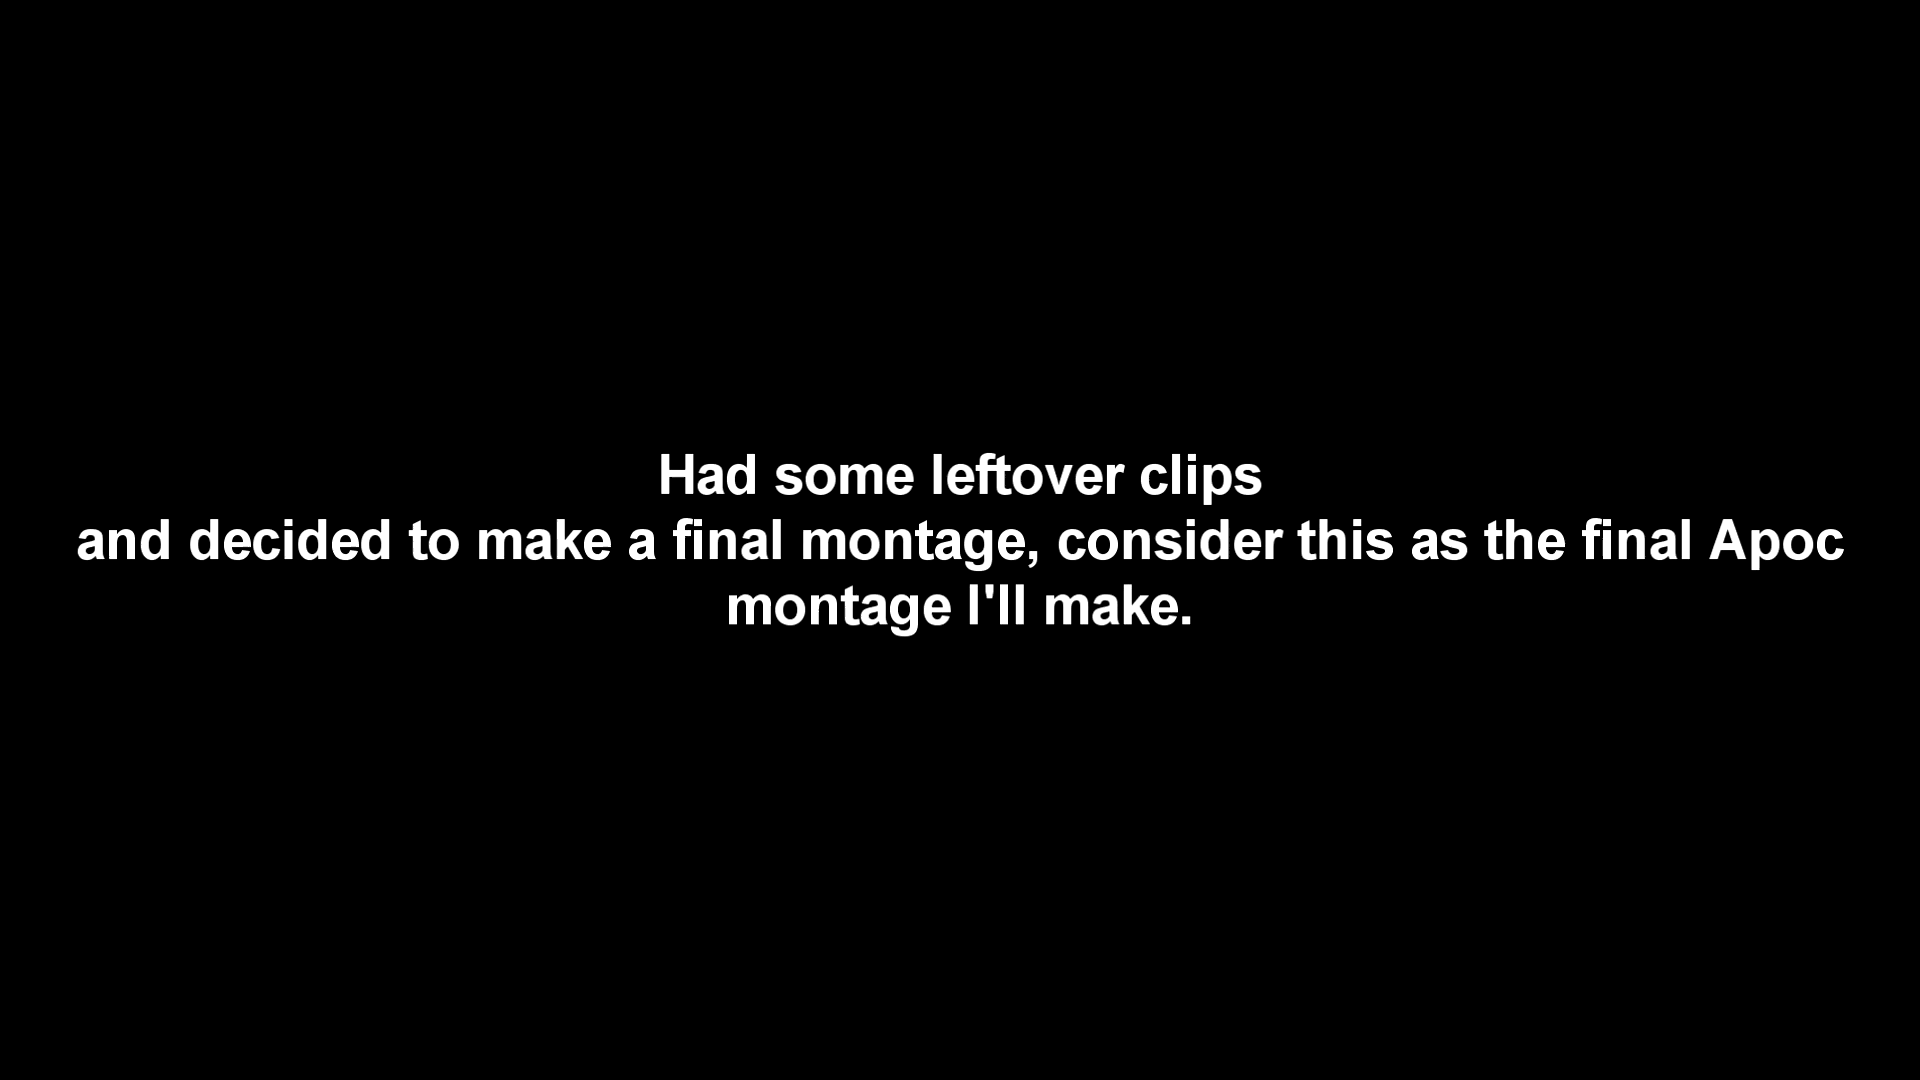 Had some leftover clips
and decided to make a final montage, consider this as the final Apoc
montage I'll make.